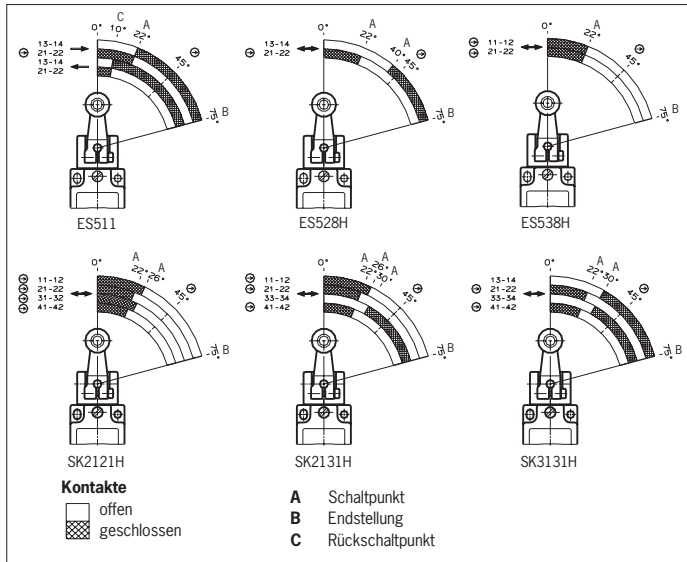 C
A
0°
10°
22°
45°
75°
B
13-14
21-22
13-14
21-22
ES511
A
A
0°
22°
40°
45°
75°
B
13-14
21-22
ES528H
A
0°
22°
45°
75°
B
11-12
21-22
ES538H
A
A
0°
22°
26°
45°
75°
B
11-12
21-22
31-32
41-42
SK2121H
A
A
A
0°
22°
26°
30°
45°
75°
B
11-12
21-22
33-34
41-42
SK2131H
A
A
0°
22°
30°
45°
75°
B
13-14
21-22
33-34
41-42
SK3131H
Kontakte
offen
geschlossen
A Schaltpunkt
B Endstellung
C Rückschaltpunkt